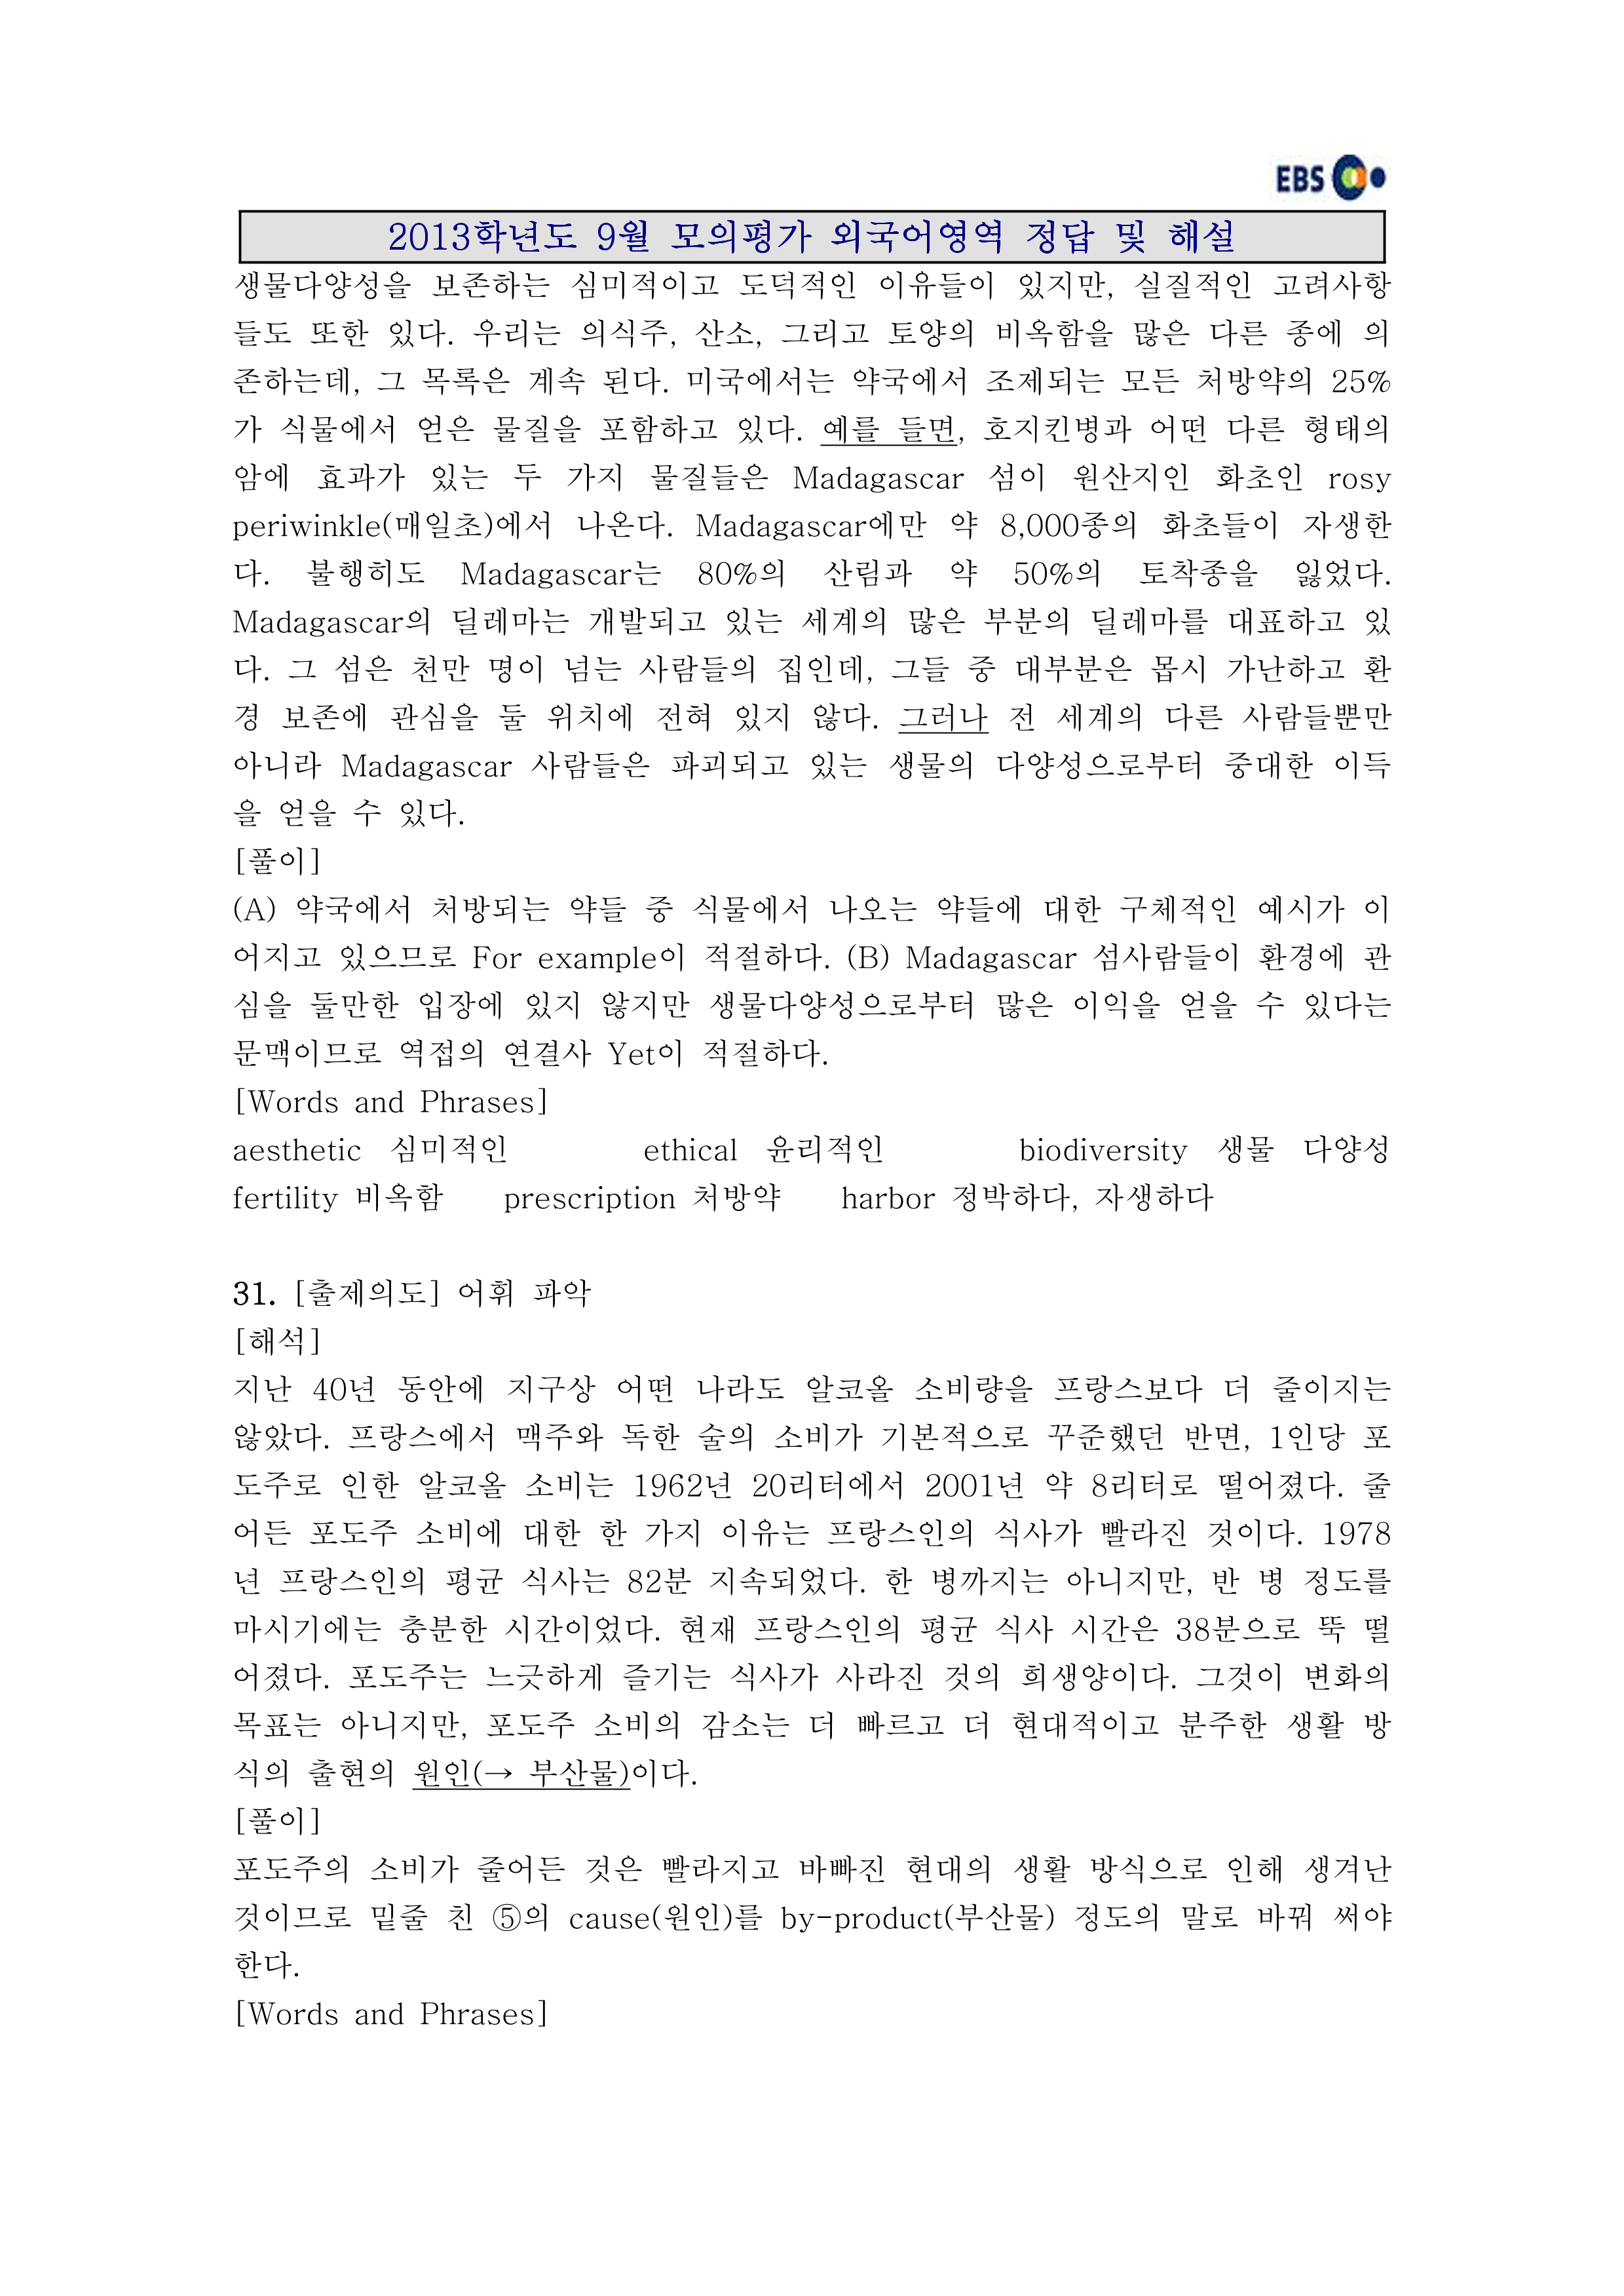 EBS
2013학년도 9월 모의평가 외국어영역 정답 및 해설
생물다양성을 보존하는 심미적이고 도덕적인 이유들이 있지만, 실질적인 고려사항
들도 또한 있다. 우리는 의식주, 산소, 그리고 토양의 비옥함을 많은 다른 종에 의
존하는데, 그 목록은 계속 된다. 미국에서는 약국에서 조제되는 모든 처방약의 25%
가 식물에서 얻은 물질을 포함하고 있다. 예를 들면, 호지킨병과 어떤 다른 형태의
암에 효과가 있는 두 가지 물질들은 Madagascar 섬이 원산지인 화초인 rosy
periwinkle(매일초)에서 나온다. Madagascar에만 약 8,000종의 화초들이 자생한
다. 불행히도 Madagascar는 80%의 산림과 약 50%의 토착종을 잃었다.
Madagascar의 딜레마는 개발되고 있는 세계의 많은 부분의 딜레마를 대표하고 있
다. 그 섬은 천만 명이 넘는 사람들의 집인데, 그들 중 대부분은 몹시 가난하고 환
경 보존에 관심을 둘 위치에 전혀 있지 않다. 그러나 전 세계의 다른 사람들뿐만
아니라 Madagascar 사람들은 파괴되고 있는 생물의 다양성으로부터 중대한 이득
을 얻을 수 있다.
[풀이]
(A) 약국에서 처방되는 약들 중 식물에서 나오는 약들에 대한 구체적인 예시가 이
어지고 있으므로 For example이 적절하다. (B) Madagascar 섬사람들이 환경에 관
심을 둘만한 입장에 있지 않지만 생물다양성으로부터 많은 이익을 얻을 수 있다는
문맥이므로 역접의 연결사 Yet이 적절하다.
[Words and Phrases]
aesthetic 심미적인 ethical 윤리적인 biodiversity 생물 다양성
fertility 비옥함 prescription 처방약 harbor 정박하다, 자생하다
31. [출제의도] 어휘 파악
[해석]
지난 40년 동안에 지구상 어떤 나라도 알코올 소비량을 프랑스보다 더 줄이지는
않았다. 프랑스에서 맥주와 독한 술의 소비가 기본적으로 꾸준했던 반면, 1인당 포
도주로 인한 알코올 소비는 1962년 20리터에서 2001년 약 8리터로 떨어졌다. 줄
어든 포도주 소비에 대한 한 가지 이유는 프랑스인의 식사가 빨라진 것이다. 1978
년 프랑스인의 평균 식사는 82분 지속되었다. 한 병까지는 아니지만, 반 병 정도를
마시기에는 충분한 시간이었다. 현재 프랑스인의 평균 식사 시간은 38분으로 뚝 떨
어졌다. 포도주는 느긋하게 즐기는 식사가 사라진 것의 희생양이다. 그것이 변화의
목표는 아니지만, 포도주 소비의 감소는 더 빠르고 더 현대적이고 분주한 생활 방
식의 출현의 원인(→ 부산물)이다.
[풀이]
포도주의 소비가 줄어든 것은 빨라지고 바빠진 현대의 생활 방식으로 인해 생겨난
것이므로 밑줄 친 ⑤의 cause(원인)를 by-product(부산물) 정도의 말로 바꿔 써야
한다.
[Words and Phrases]